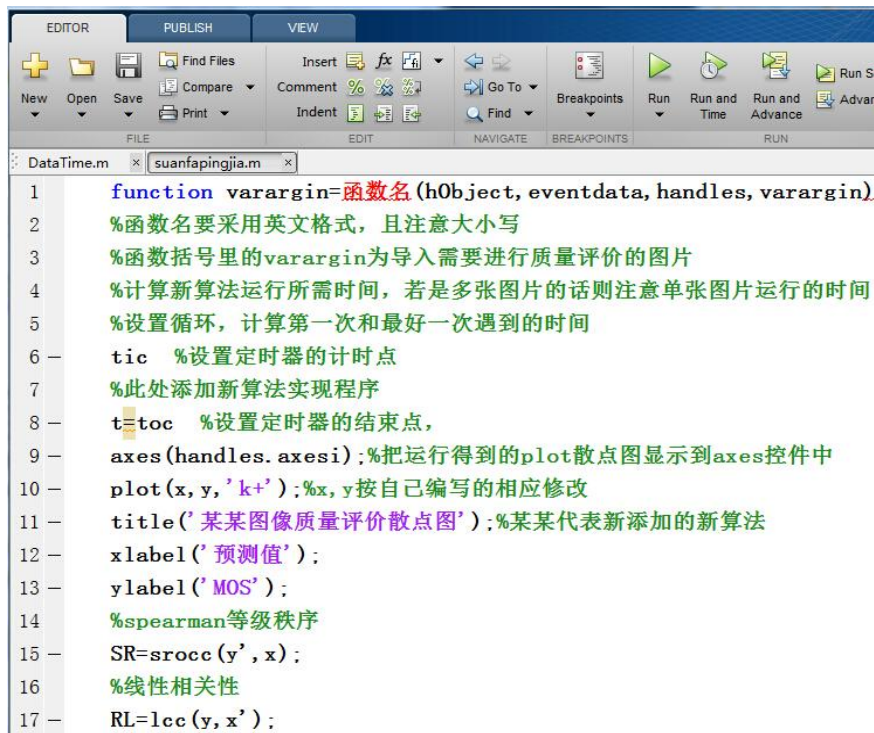 EDITOR PUBLISH VIEW
New Open Save Find Files Compare Print
Insert fx Comment Indent
Go To Find
Breakpoints
Run Run and Time Run and Advance Run S Advan
FILE EDIT NAVIGATE BREAKPOINTS RUN
DataTime.m × suanfapingjia.m ×
1 function varargin=函数名(hObject,eventdata,handles,varargin)
2 %函数名要采用英文格式，且注意大小写
3 %函数括号里的varargin为导入需要进行质量评价的图片
4 %计算新算法运行所需时间，若是多张图片的话则注意单张图片运行的时间
5 %设置循环，计算第一次和最好一次遇到的时间
6 — tic %设置定时器的计时点
7 %此处添加新算法实现程序
8 — t=toc %设置定时器的结束点，
9 — axes(handles.axesi);%把运行得到的plot散点图显示到axes控件中
10 — plot(x,y,'k+');%x,y按自己编写的相应修改
11 — title('某某图像质量评价散点图');%某某代表新添加的新算法
12 — xlabel('预测值');
13 — ylabel('MOS');
14 %spearman等级秩序
15 — SR=srocc(y',x);
16 %线性相关性
17 — RL=lcc(y,x');